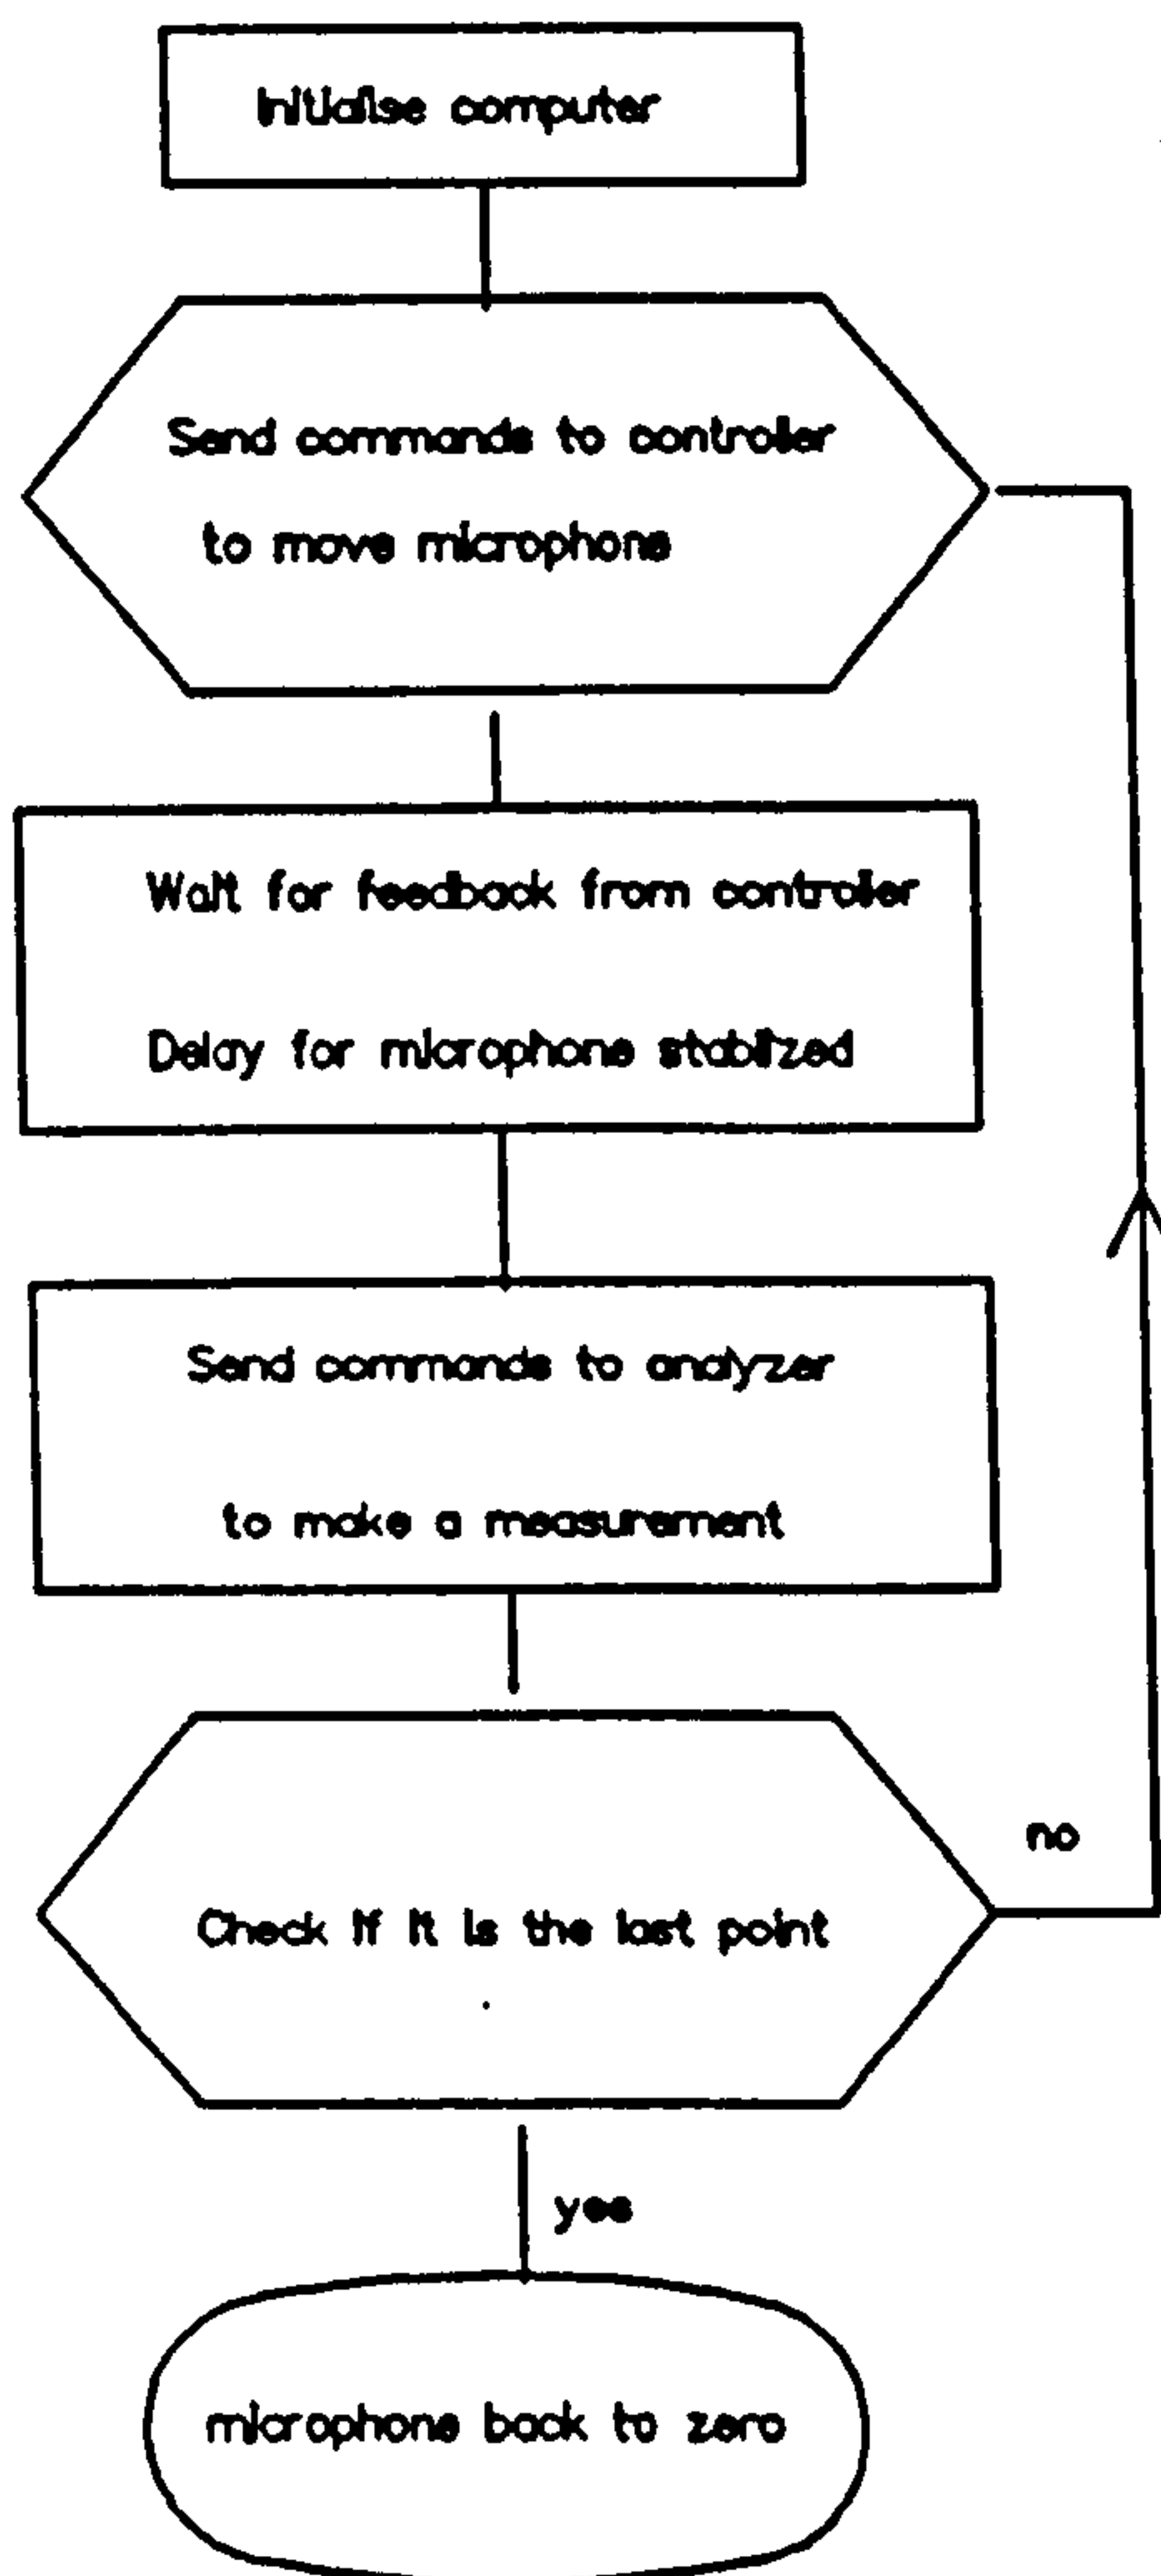 Initialise computer
Send commands to controller
to move microphone
Wait for feedback from controller
Delay for microphone stablized
Send commands to analyzer
to make a measurement
no
Check if it is the last point
yes
microphone back to zero